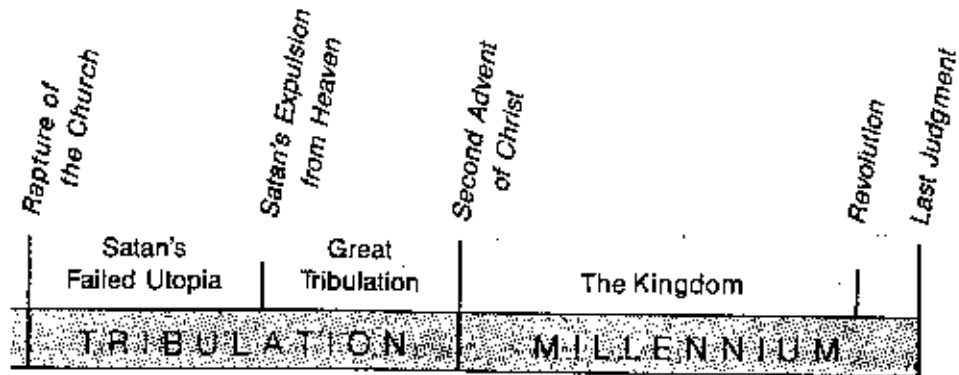 Rapture of
the Church
Satan's Expulsion
from Heaven
Second Advent
of Christ
Revolution
Last Judgment
Satan's
Failed Utopia
Great
Tribulation
The Kingdom
TRIBULATION
MILLENNIUM